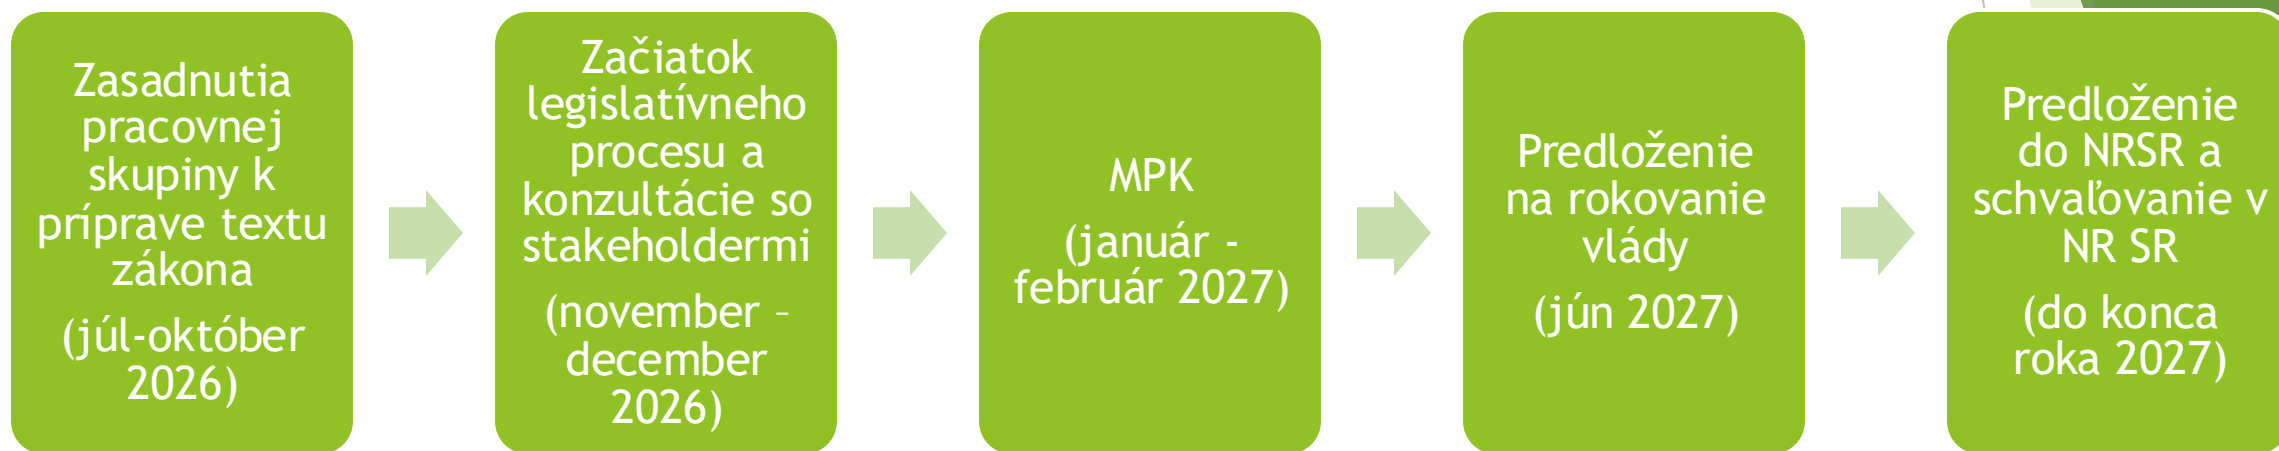 Zasadnutia
pracovnej
skupiny k
príprave textu
zákona
(júl-október
2026)
Začiatok
legislatívneho
procesu a
konzultácie so
stakeholdermi
(november –
december
2026)
MPK
(január -
február 2027)
Predloženie
na rokovanie
vlády
(jún 2027)
Predloženie
do NRSR a
schvaľovanie v
NR SR
(do konca
roka 2027)